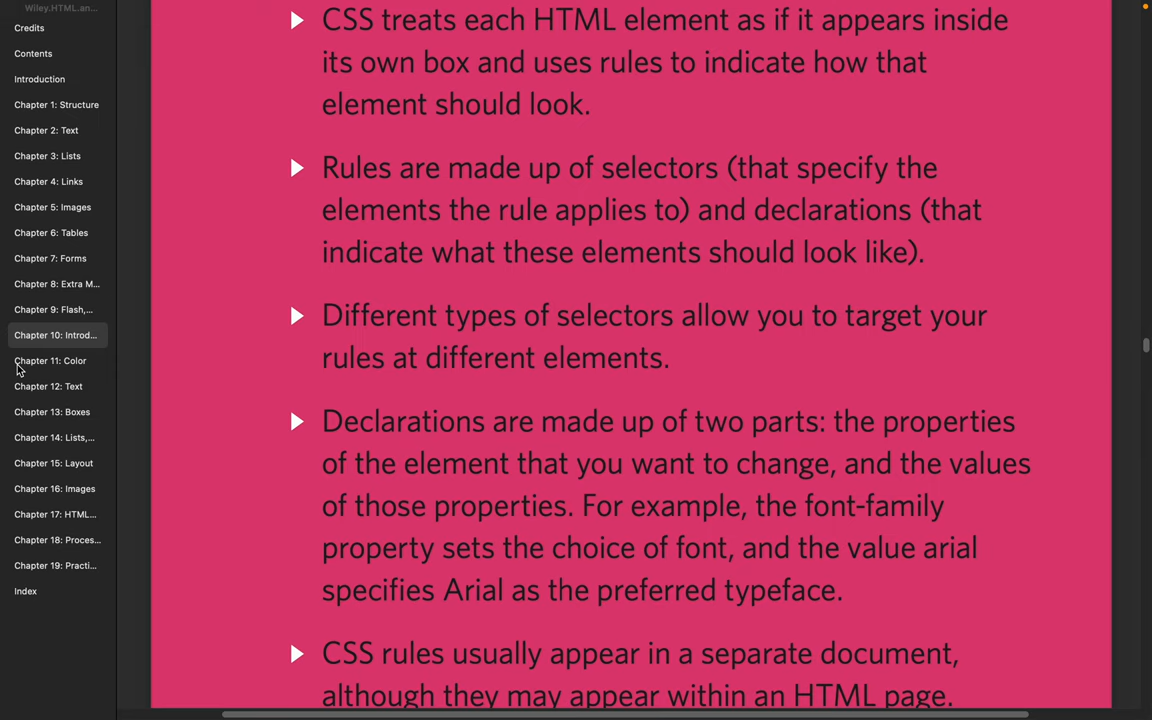 Wiley.HTML.an...
Credits
Contents
Introduction
Chapter 1: Structure
Chapter 2: Text
Chapter 3: Lists
Chapter 4: Links
Chapter 5: Images
Chapter 6: Tables
Chapter 7: Forms
Chapter 8: Extra M...
Chapter 9: Flash,...
Chapter 10: Introd...
Chapter 11: Color
Chapter 12: Text
Chapter 13: Boxes
Chapter 14: Lists,...
Chapter 15: Layout
Chapter 16: Images
Chapter 17: HTML...
Chapter 18: Proces...
Chapter 19: Practi...
Index
CSS treats each HTML element as if it appears inside
its own box and uses rules to indicate how that
element should look.
Rules are made up of selectors (that specify the
elements the rule applies to) and declarations (that
indicate what these elements should look like).
Different types of selectors allow you to target your
rules at different elements.
Declarations are made up of two parts: the properties
of the element that you want to change, and the values
of those properties. For example, the font-family
property sets the choice of font, and the value arial
specifies Arial as the preferred typeface.
CSS rules usually appear in a separate document,
although they may appear within an HTML page.